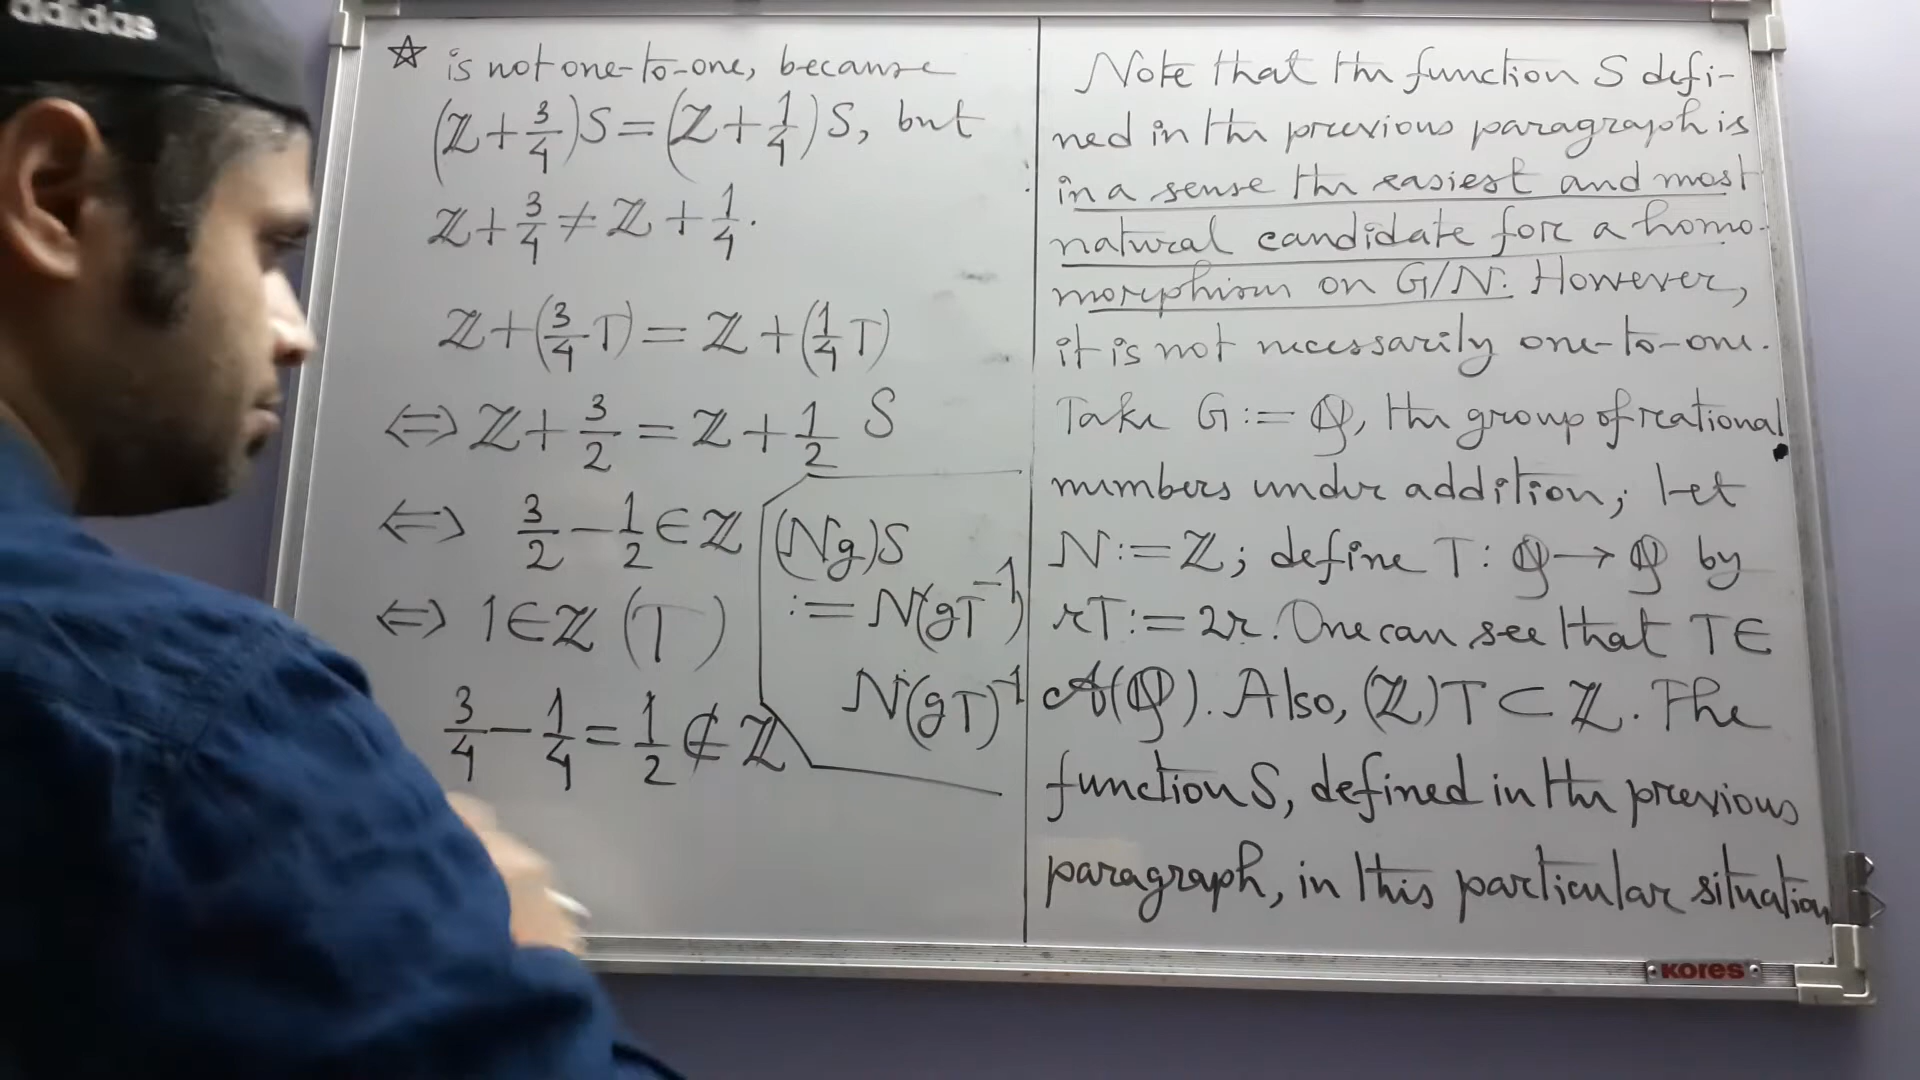 adidas
☆ is not one-to-one, because
(ℤ+3/4)S=(ℤ+1/4)S, but
ℤ+3/4≠ℤ+1/4.
ℤ+(3/4 T)=ℤ+(1/4 T)
⇔ ℤ+3/2=ℤ+1/2 S
⇔ 3/2-1/2∈ℤ
⇔ 1∈ℤ (T)
3/4-1/4=1/2∉ℤ
(Ng)S
:= N(gT⁻¹)
N(gT)⁻¹
Note that the function S defi-
ned in the previous paragraph is
in a sense the easiest and most
natural candidate for a homo-
morphism on G/N. However,
it is not necessarily one-to-one.
Take G:=ℚ, the group of rational
numbers under addition; let
N:=ℤ; define T: ℚ→ℚ by
rT:=2r. One can see that T∈
𝒜(ℚ). Also, (ℤ)T⊂ℤ. The
function S, defined in the previous
paragraph, in this particular situation
KORES